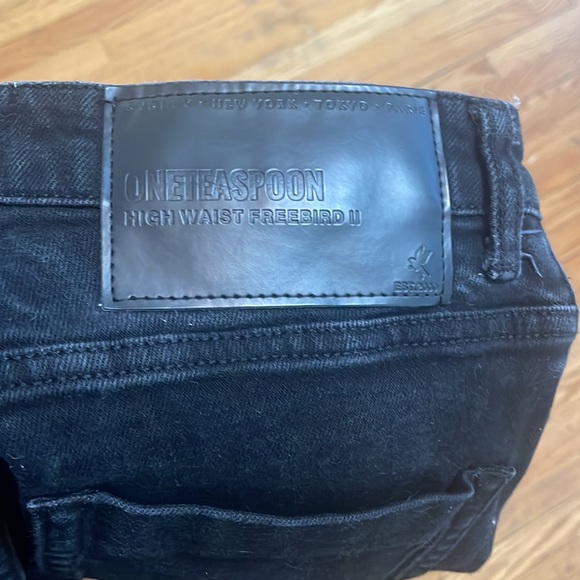 NEW YORK • TOKYO • PARIS
ONETEASPOON
HIGH WAIST FREEBIRD II